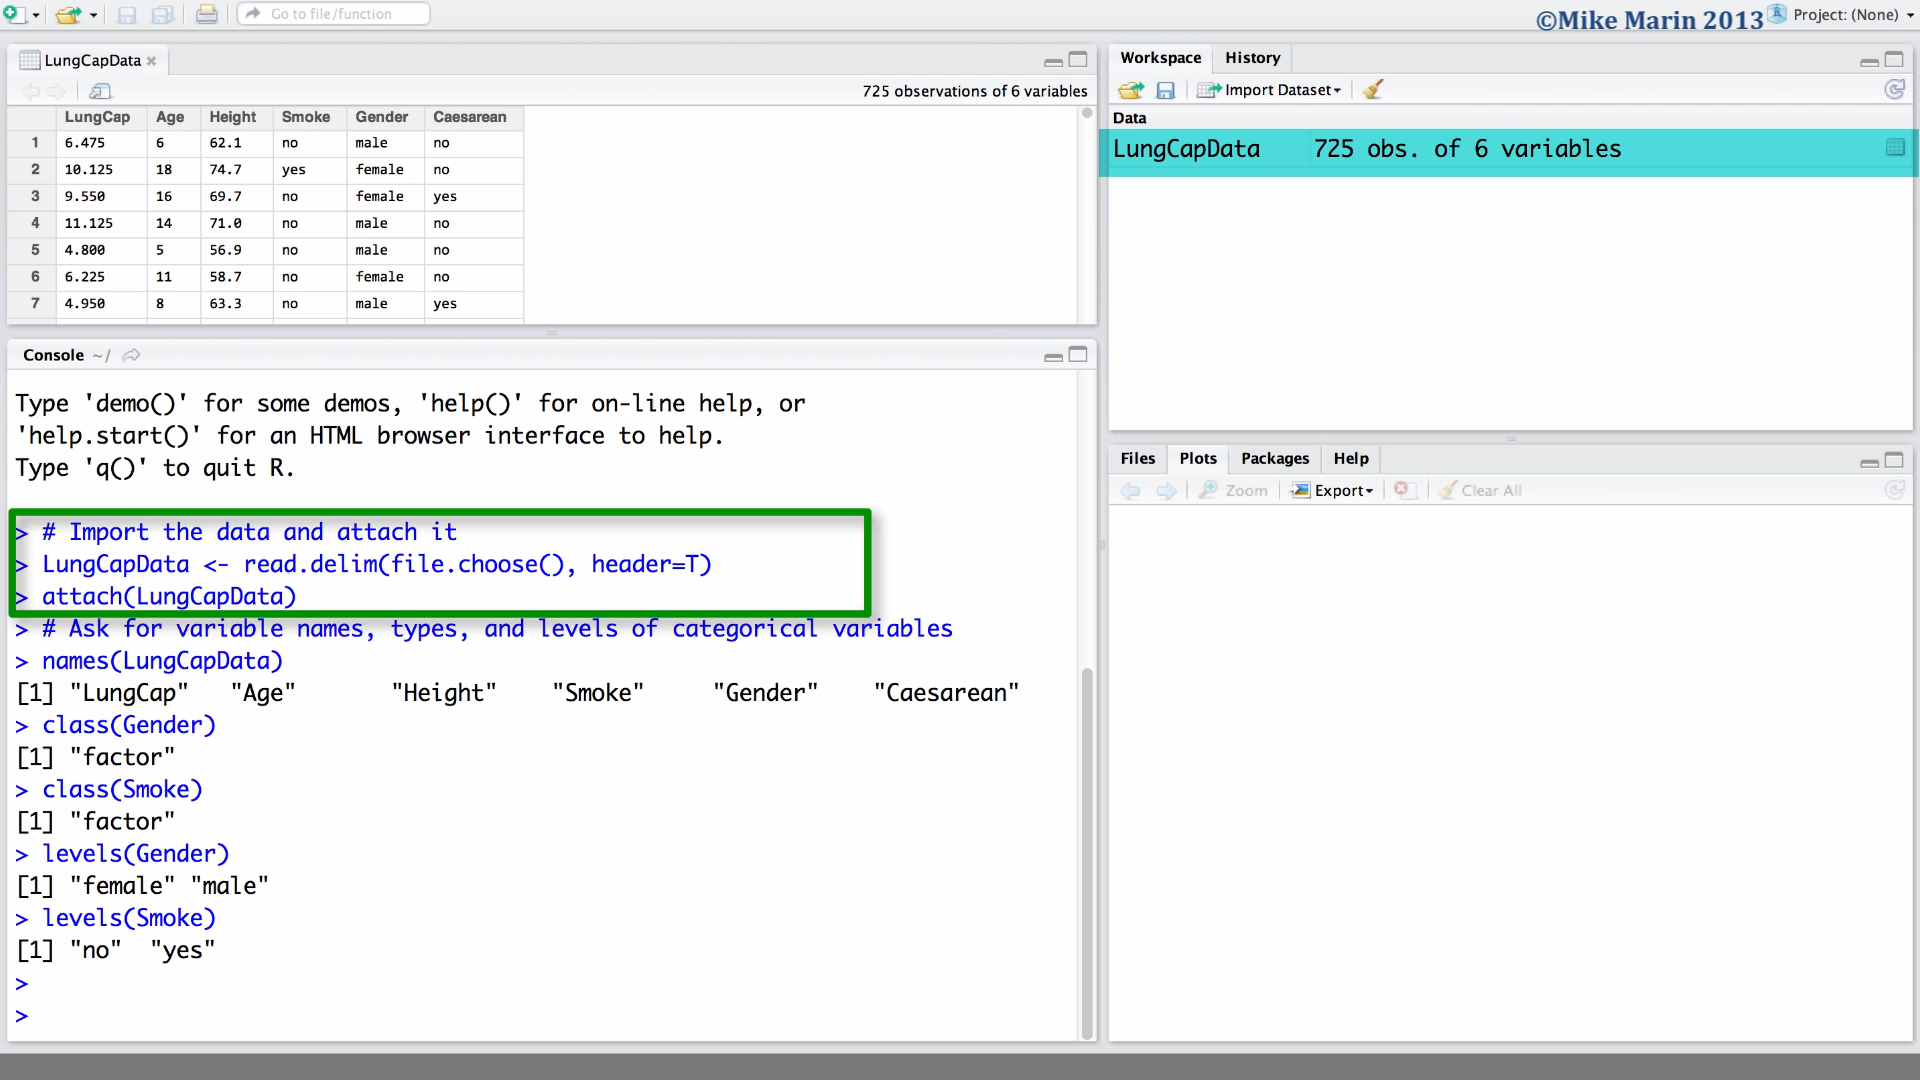 Go to file/function
©Mike Marin 2013
Project: (None)
LungCapData
725 observations of 6 variables
LungCap Age Height Smoke Gender Caesarean
1 6.475 6 62.1 no male no
2 10.125 18 74.7 yes female no
3 9.550 16 69.7 no female yes
4 11.125 14 71.0 no male no
5 4.800 5 56.9 no male no
6 6.225 11 58.7 no female no
7 4.950 8 63.3 no male yes
Console ~/
Type 'demo()' for some demos, 'help()' for on-line help, or
'help.start()' for an HTML browser interface to help.
Type 'q()' to quit R.
> # Import the data and attach it
> LungCapData <- read.delim(file.choose(), header=T)
> attach(LungCapData)
> # Ask for variable names, types, and levels of categorical variables
> names(LungCapData)
[1] "LungCap" "Age" "Height" "Smoke" "Gender" "Caesarean"
> class(Gender)
[1] "factor"
> class(Smoke)
[1] "factor"
> levels(Gender)
[1] "female" "male"
> levels(Smoke)
[1] "no" "yes"
>
>
Workspace History
Import Dataset
Data
LungCapData 725 obs. of 6 variables
Files Plots Packages Help
Zoom Export Clear All